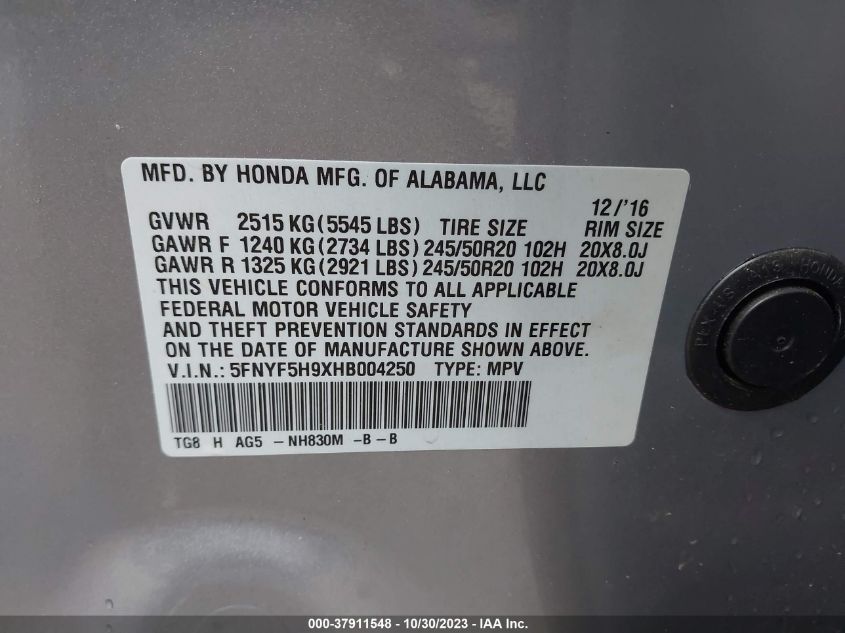 MFD. BY HONDA MFG. OF ALABAMA, LLC
12/'16
GVWR 2515 KG (5545 LBS) TIRE SIZE RIM SIZE
GAWR F 1240 KG (2734 LBS) 245/50R20 102H 20X8.0J
GAWR R 1325 KG (2921 LBS) 245/50R20 102H 20X8.0J
THIS VEHICLE CONFORMS TO ALL APPLICABLE
FEDERAL MOTOR VEHICLE SAFETY
AND THEFT PREVENTION STANDARDS IN EFFECT
ON THE DATE OF MANUFACTURE SHOWN ABOVE.
V.I.N.: 5FNYF5H9XHB004250 TYPE: MPV
TG8 H AG5 -NH830M -B-B
HONDA
000-37911548 - 10/30/2023 - IAA Inc.